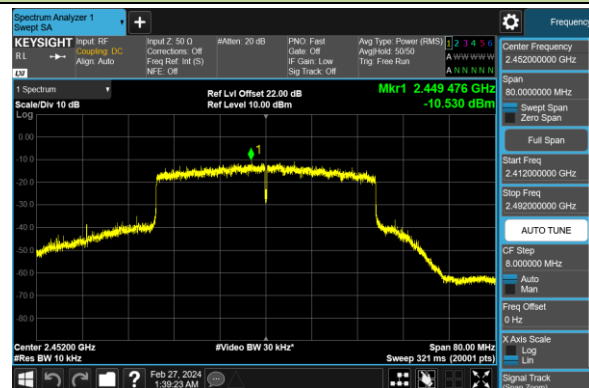 Spectrum Analyzer 1
Swept SA
Frequency
KEYSIGHT
R L
LXI
Input: RF
Coupling: DC
Align: Auto
Input Z: 50 Ω
Corrections: Off
Freq Ref: Int (S)
NFE: Off
#Atten: 20 dB
PNO: Fast
Gate: Off
IF Gain: Low
Sig Track: Off
Avg Type: Power (RMS)
Avg|Hold: 50/50
Trig: Free Run
1 2 3 4 5 6
A W W W W W
A N N N N N
1 Spectrum
Scale/Div 10 dB
Log
Ref Lvl Offset 22.00 dB
Ref Level 10.00 dBm
Mkr1 2.449 476 GHz
-10.530 dBm
0.00
-10.0
-20.0
-30.0
-40.0
-50.0
-60.0
-70.0
-80.0
1
Center 2.45200 GHz
#Res BW 10 kHz
#Video BW 30 kHz*
Span 80.00 MHz
Sweep 321 ms (20001 pts)
Center Frequency
2.452000000 GHz
Span
80.0000000 MHz
Swept Span
Zero Span
Full Span
Start Freq
2.412000000 GHz
Stop Freq
2.492000000 GHz
AUTO TUNE
CF Step
8.000000 MHz
Auto
Man
Freq Offset
0 Hz
X Axis Scale
Log
Lin
Signal Track
(Span Zoom)
?
Feb 27, 2024
1:39:23 AM